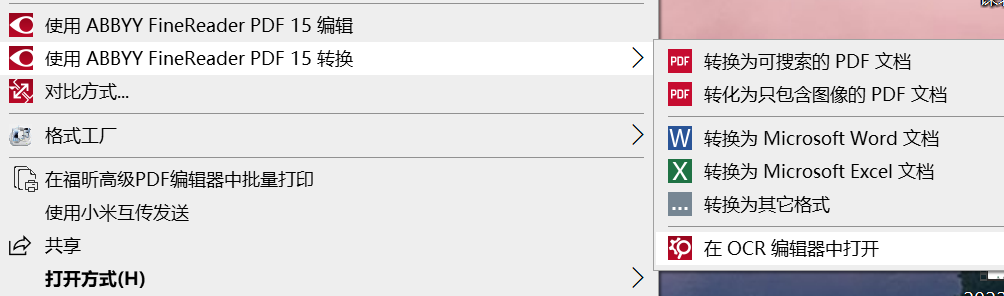 使用 ABBYY FineReader PDF 15 编辑
使用 ABBYY FineReader PDF 15 转换
对比方式...
格式工厂
在福昕高级PDF编辑器中批量打印
使用小米互传发送
共享
打开方式(H)
PDF 转换为可搜索的 PDF 文档
PDF 转化为只包含图像的 PDF 文档
W 转换为 Microsoft Word 文档
X 转换为 Microsoft Excel 文档
... 转换为其它格式
在 OCR 编辑器中打开